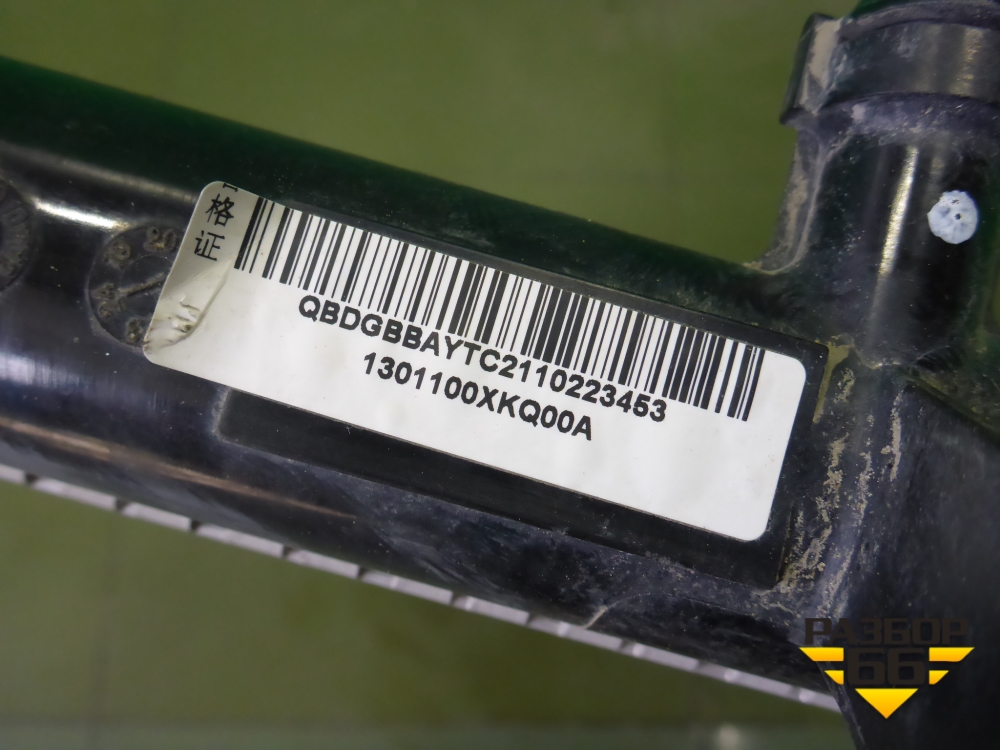 格证
QBDGBBAYTC2110223453
1301100XKQ00A
РАЗБОР
66